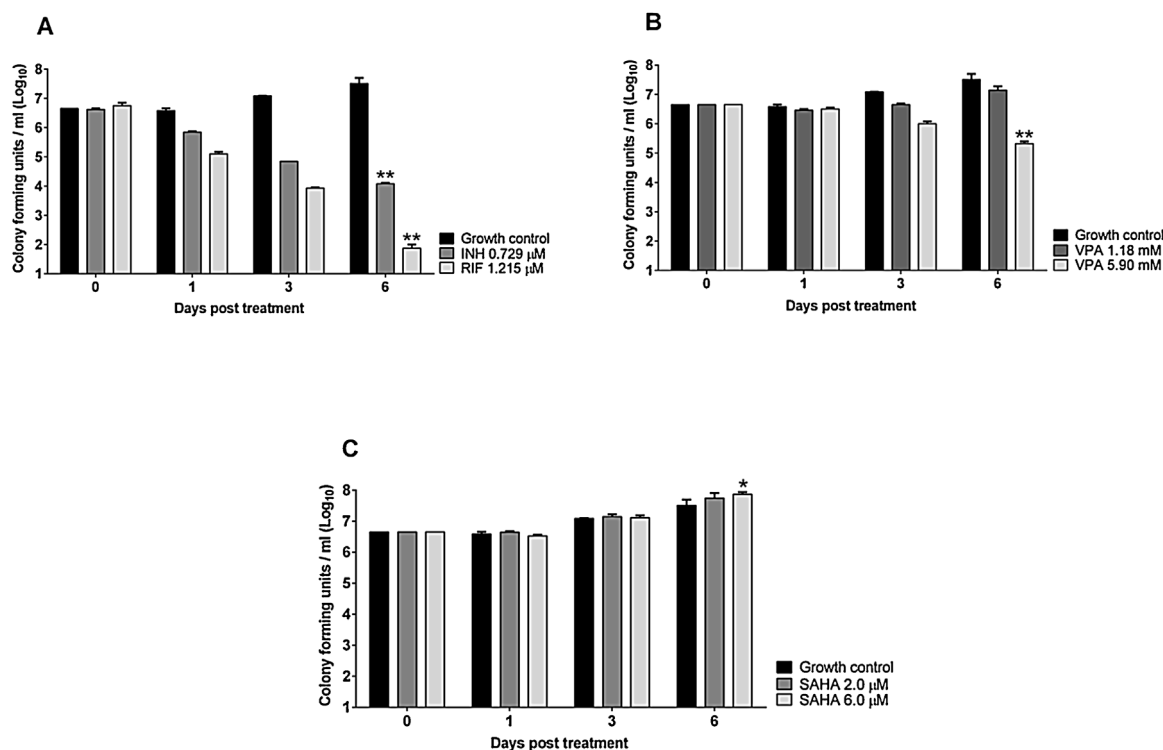 A
Colony forming units / ml (Log10)
8
7
6
5
4
3
2
1
**
**
0 1 3 6
Days post treatment
Growth control
INH 0.729 µM
RIF 1.215 µM
B
Colony forming units / ml (Log10)
8
7
6
5
4
3
2
1
**
0 1 3 6
Days post treatment
Growth control
VPA 1.18 mM
VPA 5.90 mM
C
Colony forming units / ml (Log10)
8
7
6
5
4
3
2
1
*
0 1 3 6
Days post treatment
Growth control
SAHA 2.0 µM
SAHA 6.0 µM